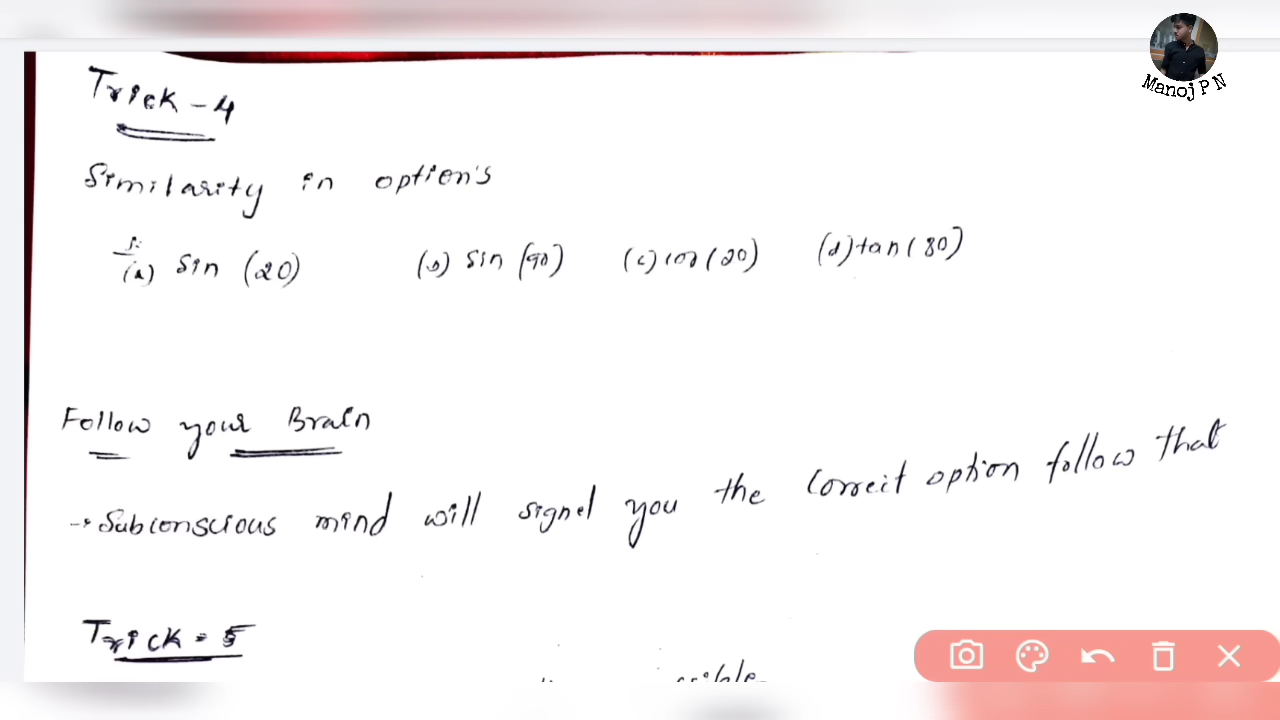 Manoj P N
Trick - 4
Similarity in option's
(a) sin (20) (b) sin (90) (c) cos (20) (d) tan (80)
Follow your Brain
→ Subconscious mind will signel you the correct option follow that
Trick - 5